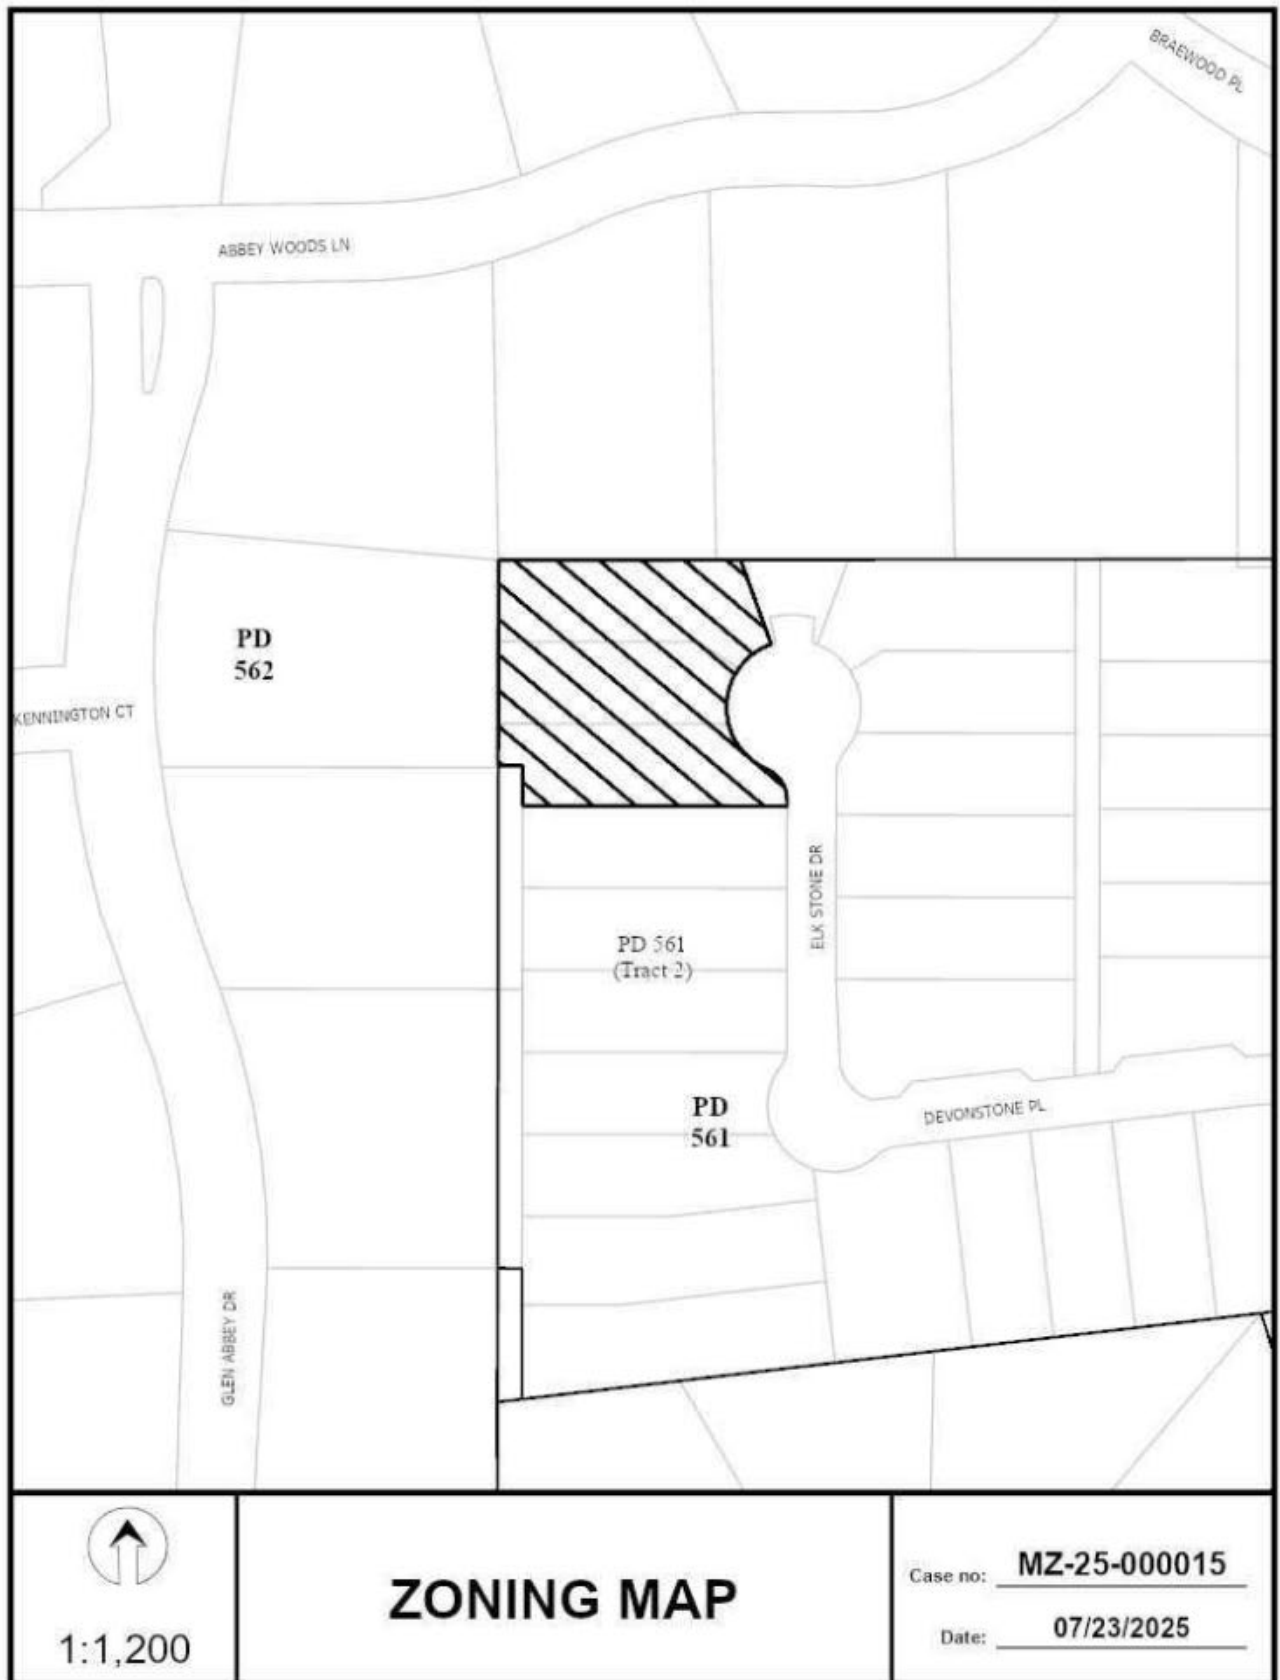 BRAEWOOD PL
ABBEY WOODS LN
PD
562
KENNINGTON CT
ELK STONE DR
PD 561
(Tract 2)
PD
561
DEVONSTONE PL
GLEN ABBEY DR
1:1,200
ZONING MAP
Case no: MZ-25-000015
Date: 07/23/2025